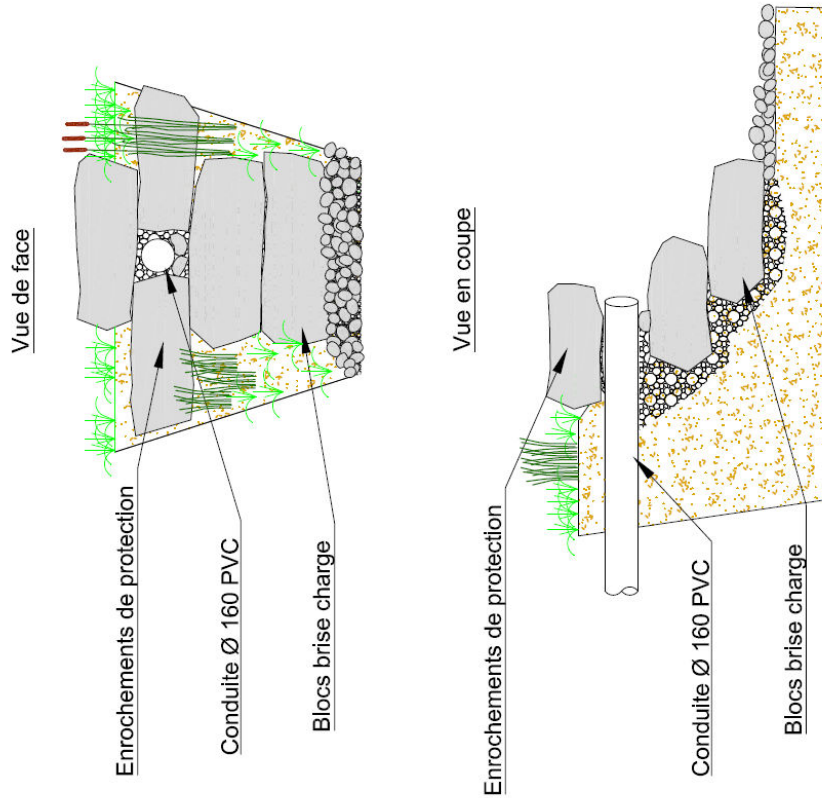 Vue de face
Enrochements de protection
Conduite Ø 160 PVC
Blocs brise charge
Vue en coupe
Enrochements de protection
Conduite Ø 160 PVC
Blocs brise charge